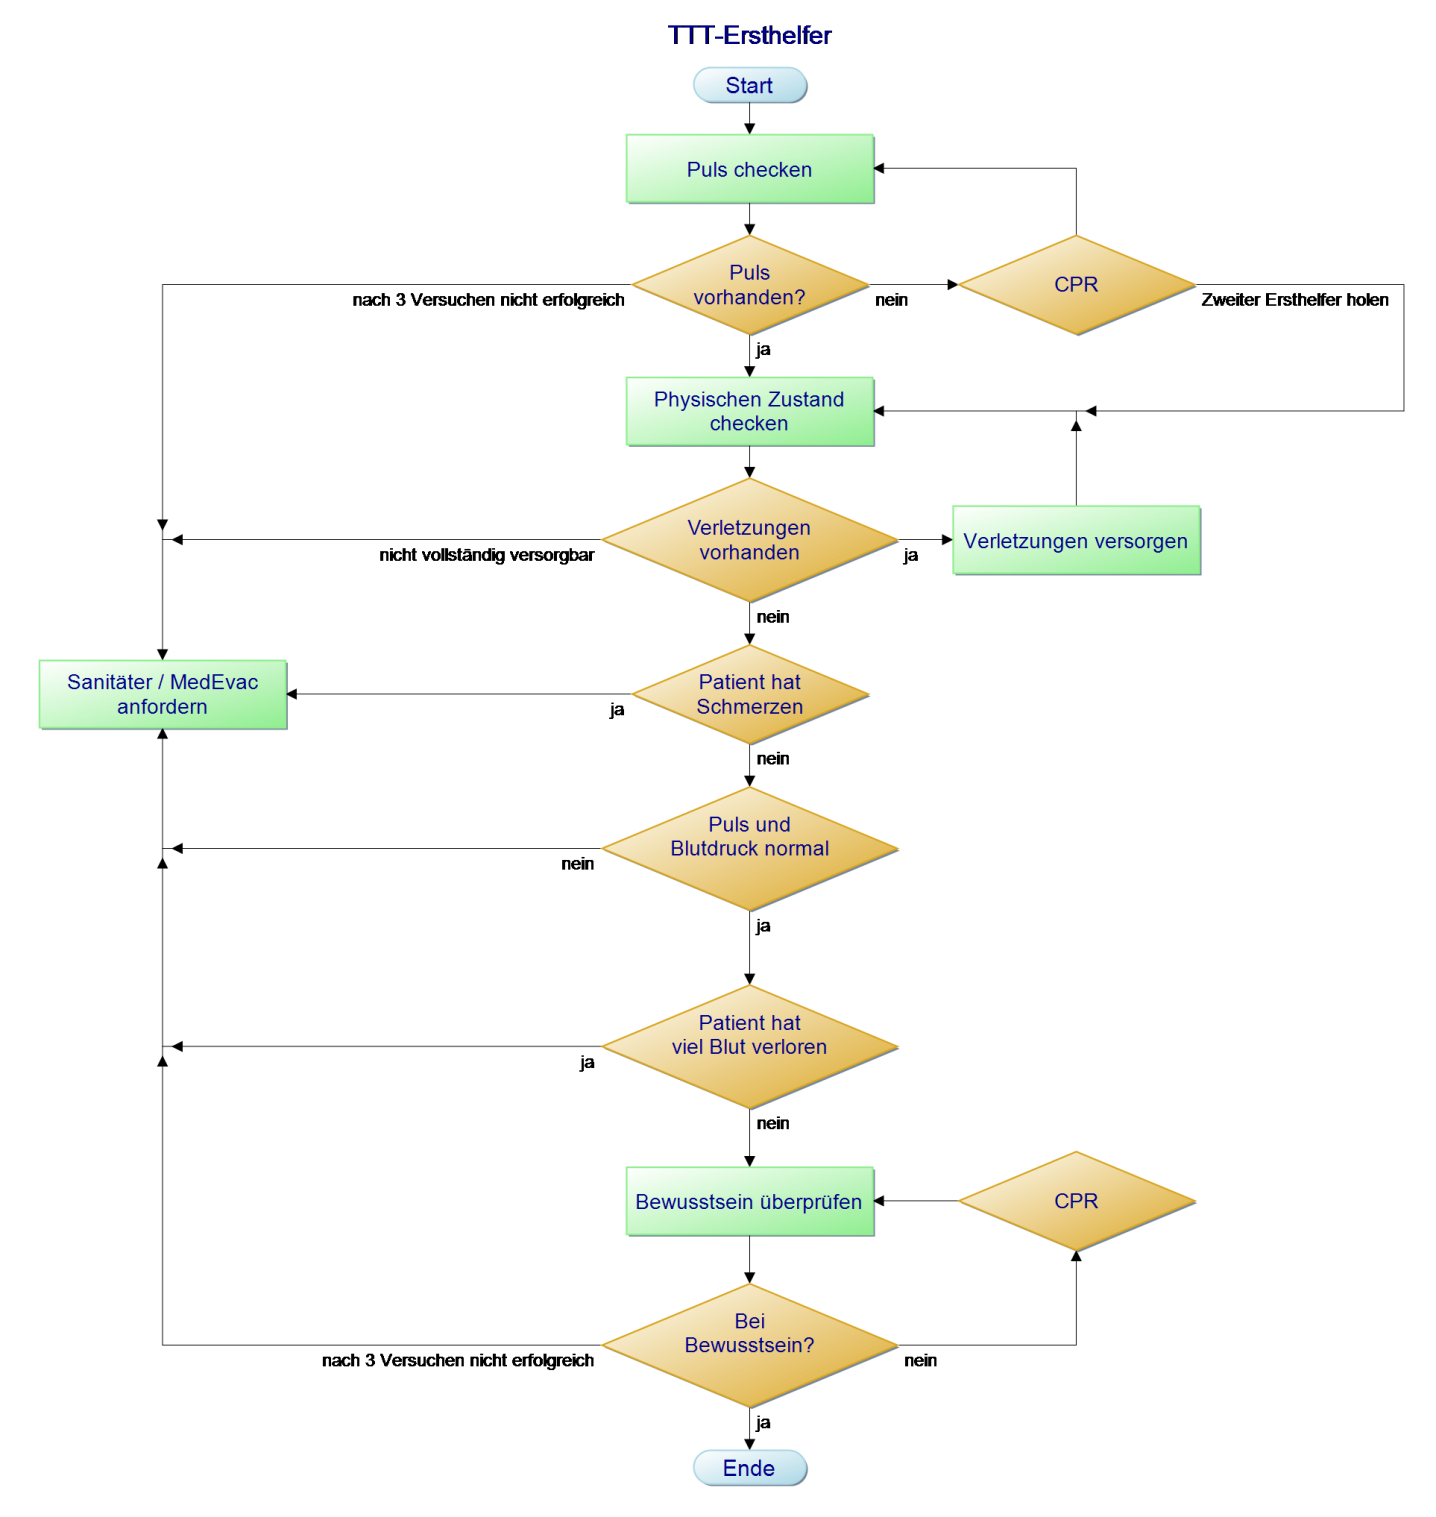 TTT-Ersthelfer
Start
Puls checken
Puls
vorhanden?
nach 3 Versuchen nicht erfolgreich
nein
CPR
Zweiter Ersthelfer holen
ja
Physischen Zustand
checken
Verletzungen
vorhanden
nicht vollständig versorgbar
ja
Verletzungen versorgen
nein
Sanitäter / MedEvac
anfordern
Patient hat
Schmerzen
ja
nein
Puls und
Blutdruck normal
nein
ja
Patient hat
viel Blut verloren
ja
nein
Bewusstsein überprüfen
CPR
Bei
Bewusstsein?
nach 3 Versuchen nicht erfolgreich
nein
ja
Ende